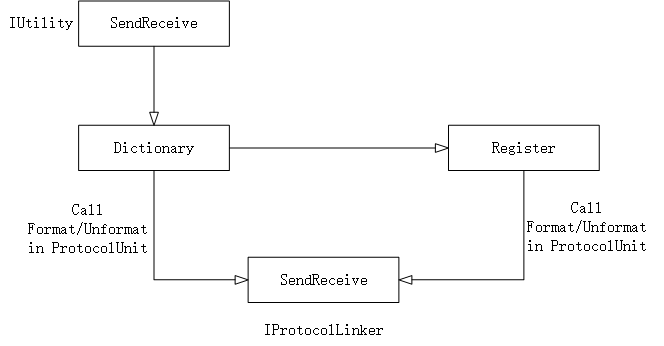 IUtility
SendReceive
Dictionary
Register
Call
Format/Unformat
in ProtocolUnit
Call
Format/Unformat
in ProtocolUnit
SendReceive
IProtocolLinker